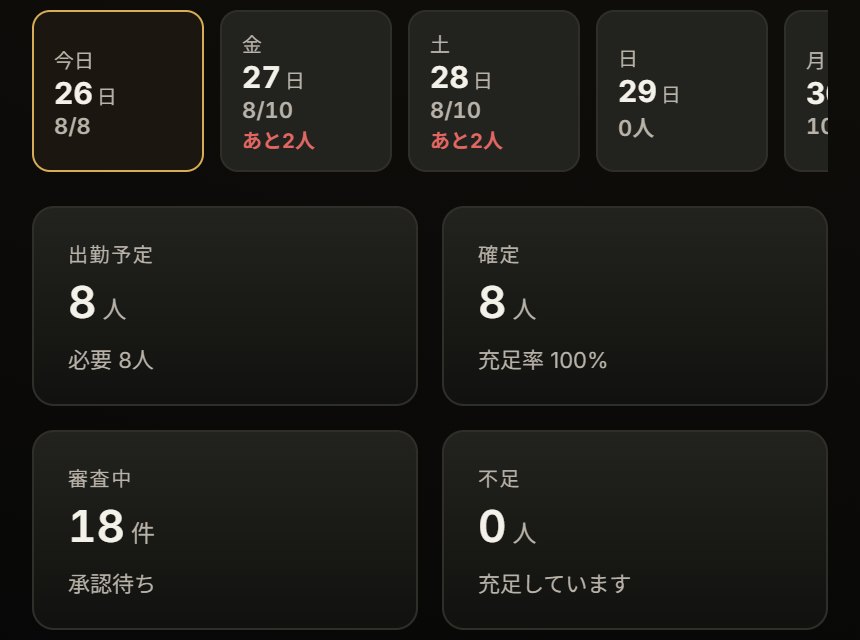 今日
26日
8/8
金
27日
8/10
あと2人
土
28日
8/10
あと2人
日
29日
0人
月
出勤予定
8人
必要 8人
確定
8人
充足率 100%
審査中
18件
承認待ち
不足
0人
充足しています